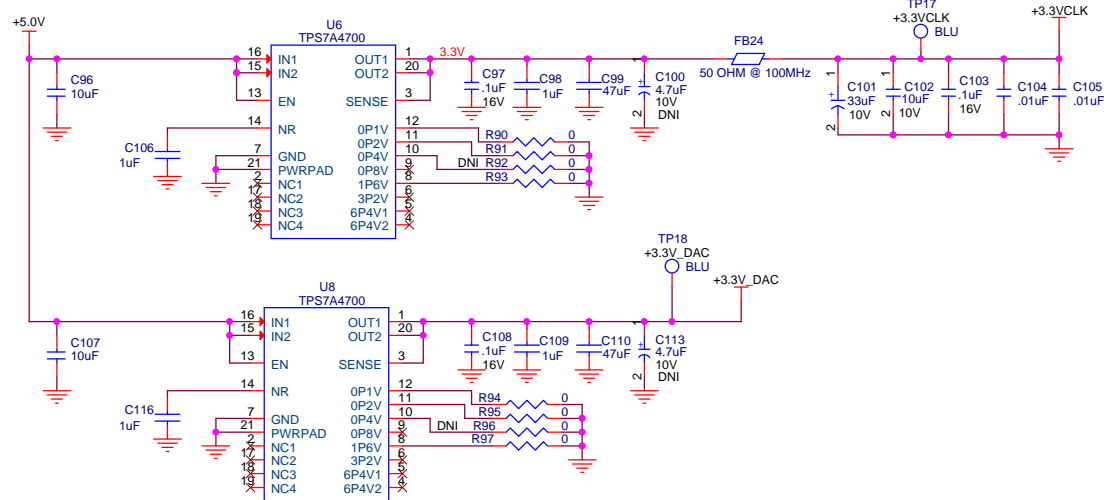 +5.0V
U6
TPS7A4700
16
IN1
15
IN2
13
EN
14
NR
7
GND
21
PWRPAD
2
NC1
17
NC2
18
NC3
19
NC4
OUT1
1
OUT2
20
SENSE
3
0P1V
12
0P2V
11
0P4V
10
0P8V
9
1P6V
8
3P2V
6
6P4V1
5
6P4V2
4
3.3V
C96
10uF
C106
1uF
C97
.1uF
16V
C98
1uF
C99
47uF
1
C100
4.7uF
10V
2
DNI
R90
0
R91
0
DNI
R92
0
R93
0
FB24
50 OHM @ 100MHz
TP17
+3.3VCLK
BLU
+3.3VCLK
1
C101
33uF
10V
2
1
C102
10uF
10V
2
C103
.1uF
16V
C104
.01uF
C105
.01uF
U8
TPS7A4700
16
IN1
15
IN2
13
EN
14
NR
7
GND
21
PWRPAD
2
NC1
17
NC2
18
NC3
19
NC4
OUT1
1
OUT2
20
SENSE
3
0P1V
12
0P2V
11
0P4V
10
0P8V
9
1P6V
8
3P2V
6
6P4V1
5
6P4V2
4
C107
10uF
C116
1uF
C108
.1uF
16V
C109
1uF
C110
47uF
1
C113
4.7uF
10V
2
DNI
R94
0
R95
0
DNI
R96
0
R97
0
TP18
+3.3V_DAC
BLU
+3.3V_DAC